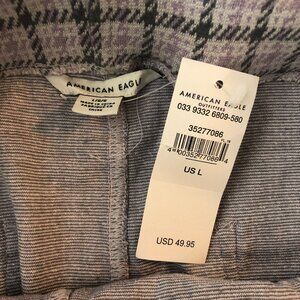 AMERICAN EAGLE
AMERICAN EAGLE
OUTFITTERS
033 9332 6809-580
35277086
US L
USD 49.95